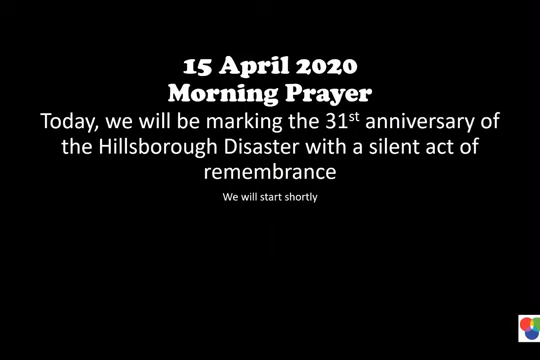 15 April 2020
Morning Prayer
Today, we will be marking the 31st anniversary of
the Hillsborough Disaster with a silent act of
remembrance
We will start shortly